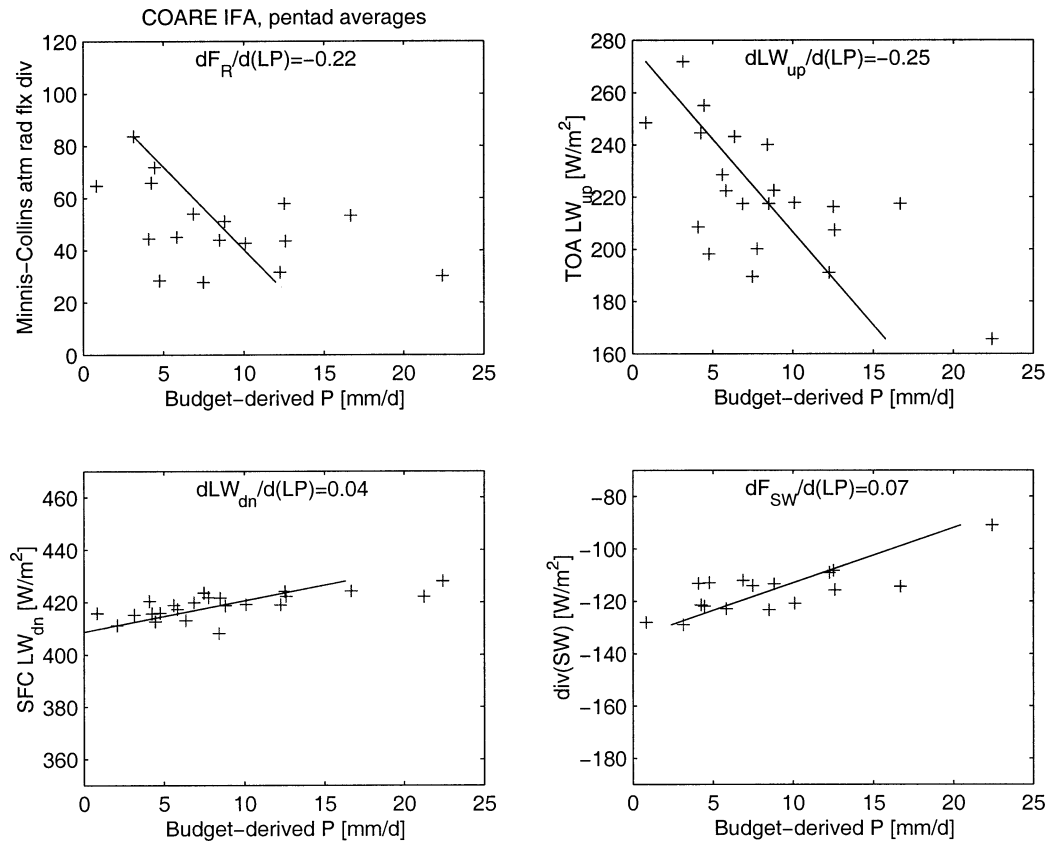 COARE IFA, pentad averages
dF_R/d(LP)=−0.22
Minnis−Collins atm rad flx div
120
100
80
60
40
20
0
0 5 10 15 20 25
Budget−derived P [mm/d]
dLW_up/d(LP)=−0.25
TOA LW_up [W/m²]
280
260
240
220
200
180
160
0 5 10 15 20 25
Budget−derived P [mm/d]
dLW_dn/d(LP)=0.04
SFC LW_dn [W/m²]
460
440
420
400
380
360
0 5 10 15 20 25
Budget−derived P [mm/d]
dF_SW/d(LP)=0.07
div(SW) [W/m²]
−80
−100
−120
−140
−160
−180
0 5 10 15 20 25
Budget−derived P [mm/d]